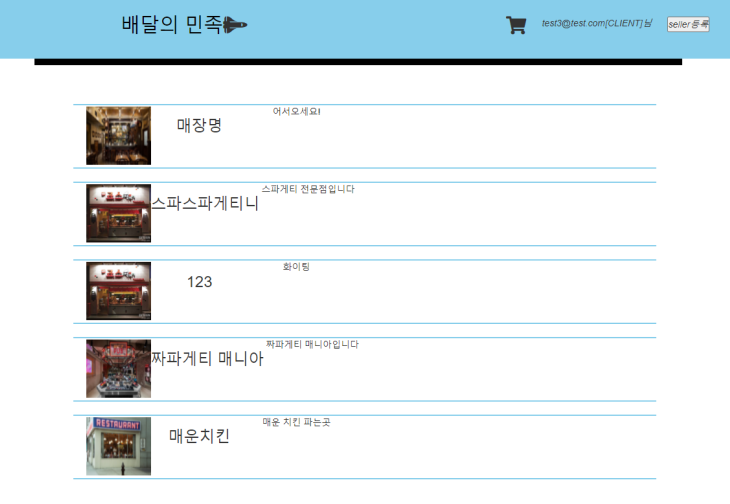 배달의 민족
test3@test.com[CLIENT]님
seller등록
어서오세요!
매장명
스파게티 전문점입니다
스파스파게티니
화이팅
123
짜파게티 매니아입니다
짜파게티 매니아
매운 치킨 파는곳
매운치킨
RESTAURANT